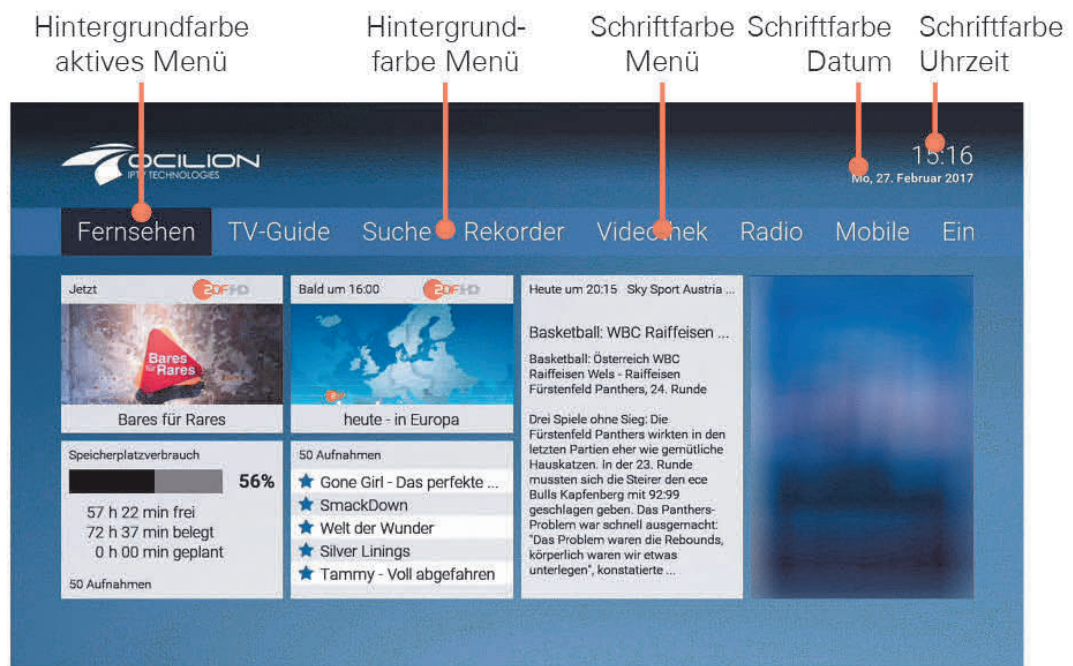 Hintergrundfarbe
aktives Menü
Hintergrund-
farbe Menü
Schriftfarbe
Menü
Schriftfarbe
Datum
Schriftfarbe
Uhrzeit
OCILION
IPTV TECHNOLOGIES
15:16
Mo, 27. Februar 2017
Fernsehen TV-Guide Suche Rekorder Videothek Radio Mobile Ein
Jetzt ZDF HD
Bares
für Rares
Bares für Rares
Bald um 16:00 ZDF HD
heute - in Europa
Heute um 20:15 Sky Sport Austria ...
Basketball: WBC Raiffeisen ...
Basketball: Österreich WBC
Raiffeisen Wels - Raiffeisen
Fürstenfeld Panthers, 24. Runde
Drei Spiele ohne Sieg: Die
Fürstenfeld Panthers wirkten in den
letzten Partien eher wie gemütliche
Hauskatzen. In der 23. Runde
mussten sich die Steirer den ece
Bulls Kapfenberg mit 92:99
geschlagen geben. Das Panthers-
Problem war schnell ausgemacht:
"Das Problem waren die Rebounds,
körperlich waren wir etwas
unterlegen", konstatierte ...
Speicherplatzverbrauch
56%
57 h 22 min frei
72 h 37 min belegt
0 h 00 min geplant
50 Aufnahmen
50 Aufnahmen
Gone Girl - Das perfekte ...
SmackDown
Welt der Wunder
Silver Linings
Tammy - Voll abgefahren